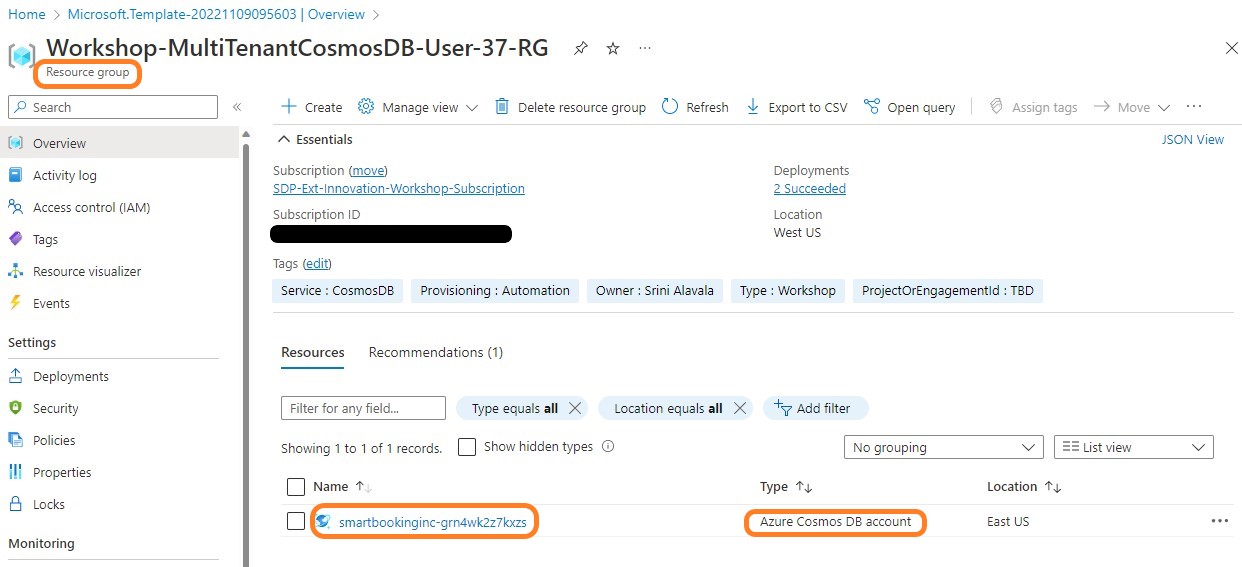 Home > Microsoft.Template-20221109095603 | Overview >
Workshop-MultiTenantCosmosDB-User-37-RG
Resource group
Search
Create Manage view Delete resource group Refresh Export to CSV Open query Assign tags Move
Overview
Activity log
Access control (IAM)
Tags
Resource visualizer
Events
Settings
Deployments
Security
Policies
Properties
Locks
Monitoring
Essentials
JSON View
Subscription (move)
SDP-Ext-Innovation-Workshop-Subscription
Subscription ID
Deployments
2 Succeeded
Location
West US
Tags (edit)
Service : CosmosDB Provisioning : Automation Owner : Srini Alavala Type : Workshop ProjectOrEngagementId : TBD
Resources Recommendations (1)
Filter for any field... Type equals all Location equals all Add filter
Showing 1 to 1 of 1 records. Show hidden types No grouping List view
Name Type Location
smartbookinginc-grn4wk2z7kxzs Azure Cosmos DB account East US